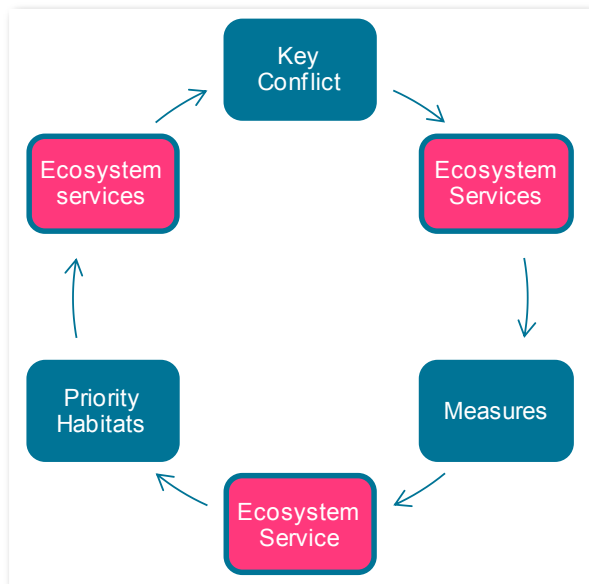 Key
Conflict
Ecosystem
Services
Measures
Ecosystem
Service
Priority
Habitats
Ecosystem
services